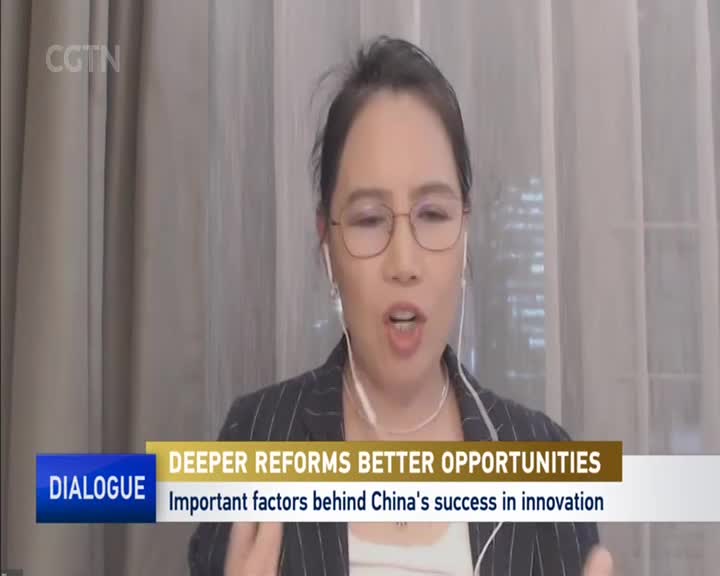 CGTN
DEEPER REFORMS BETTER OPPORTUNITIES
DIALOGUE
Important factors behind China's success in innovation